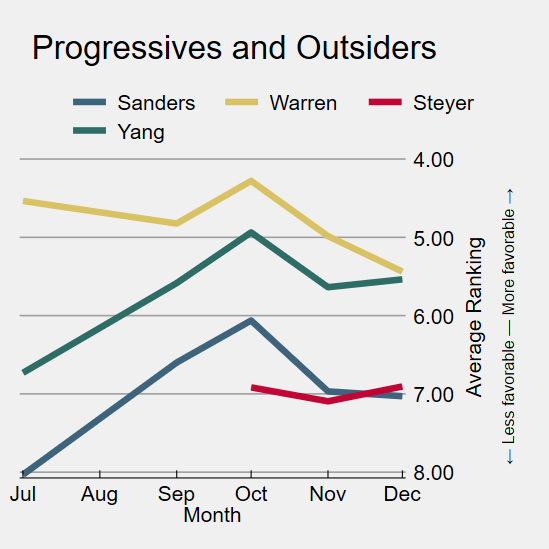 Progressives and Outsiders
Sanders Warren Steyer
Yang
4.00
5.00
6.00
7.00
8.00
Average Ranking
← Less favorable — More favorable →
Jul Aug Sep Oct Nov Dec
Month